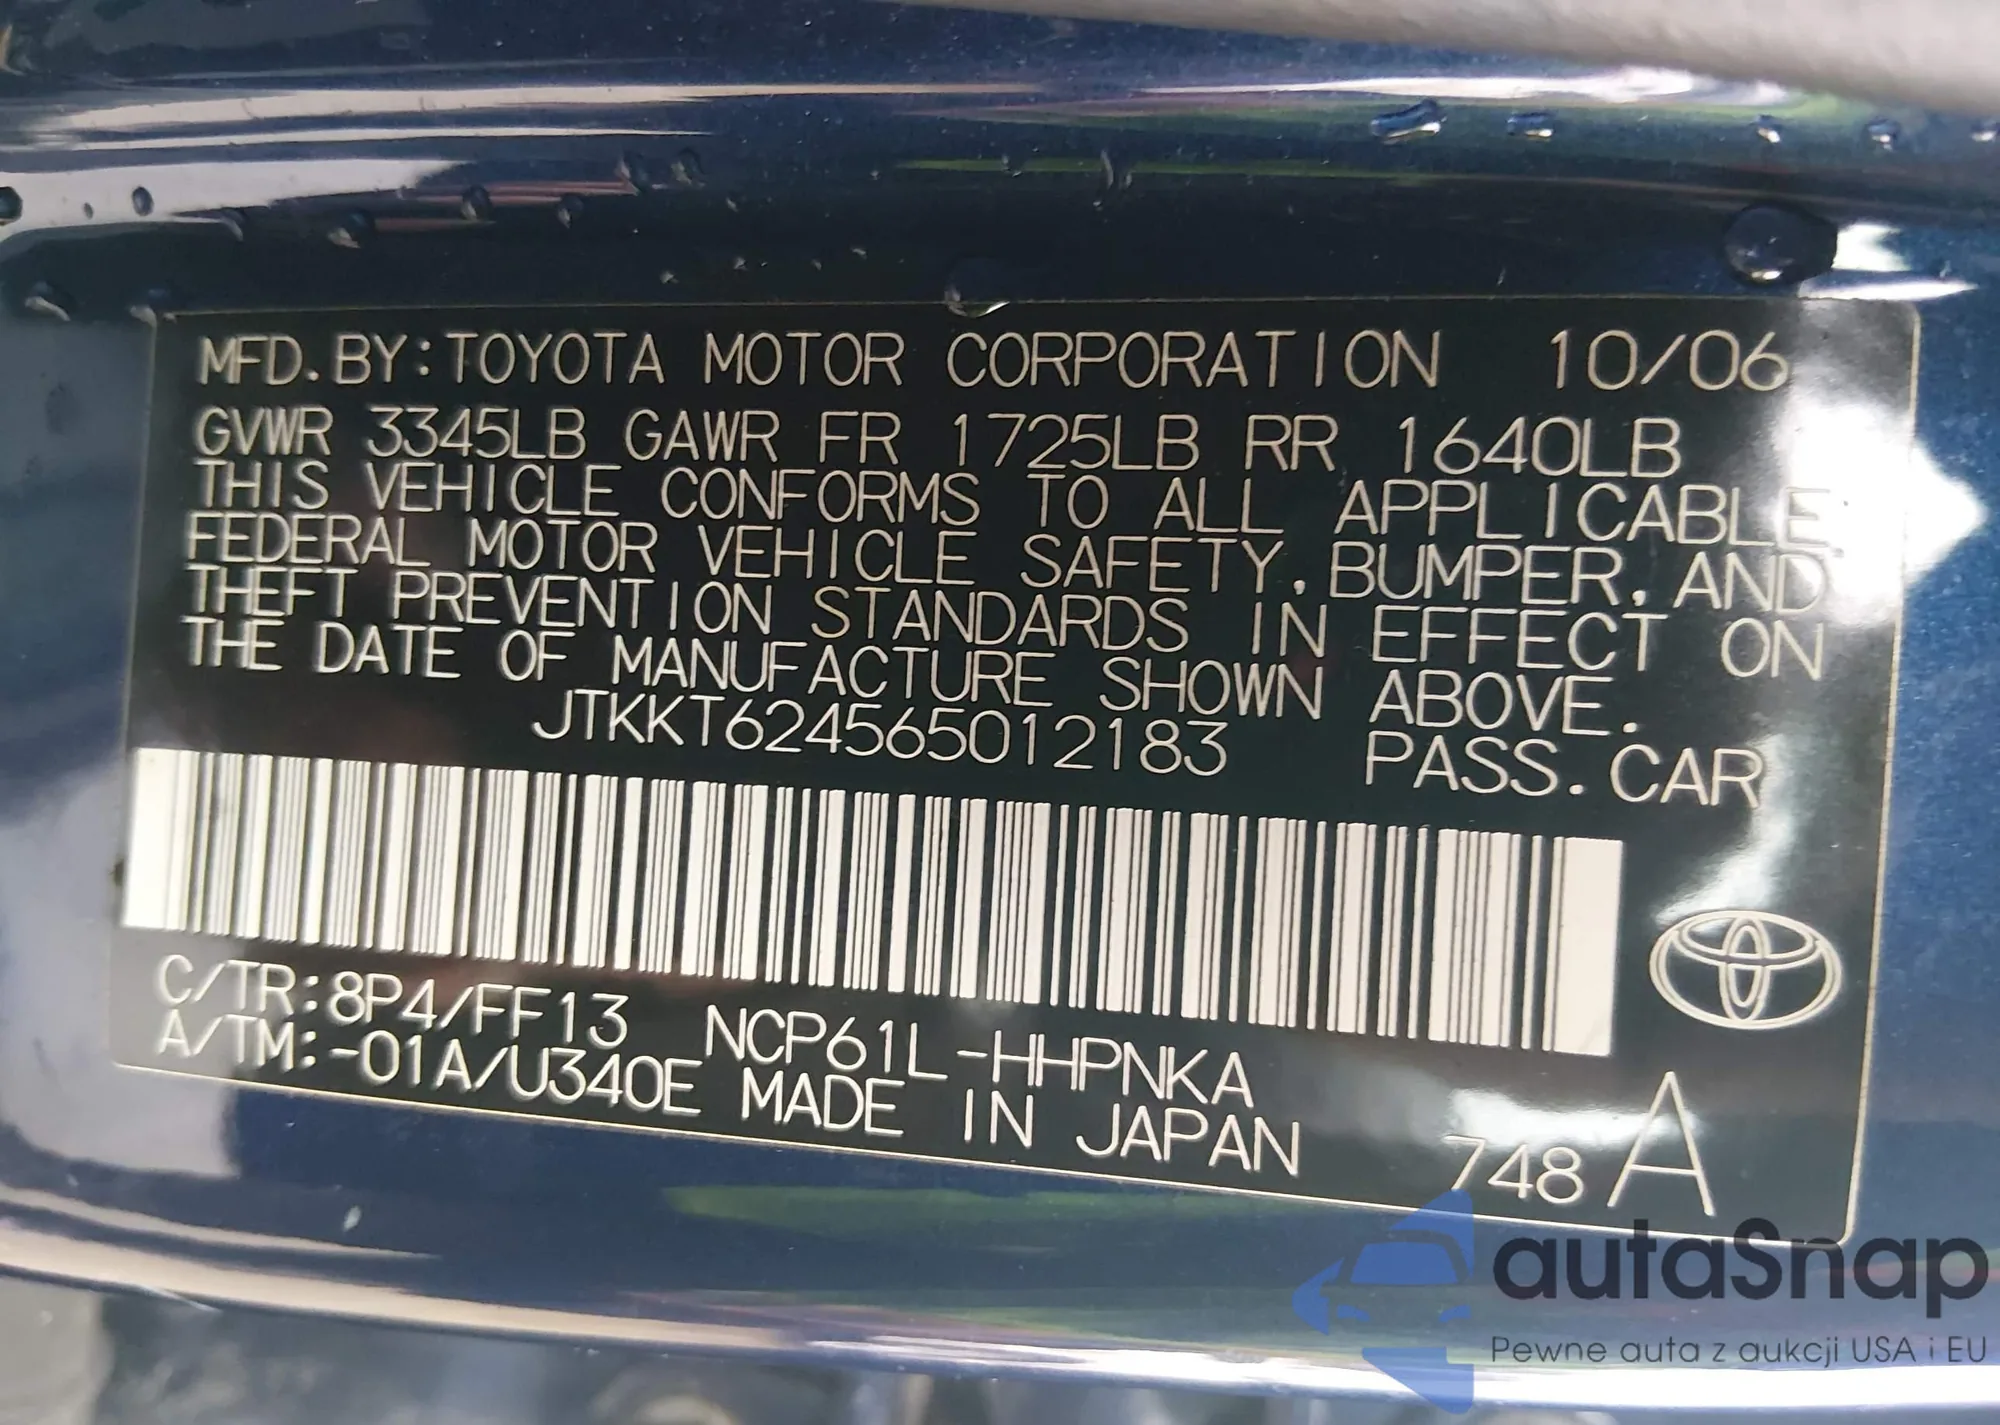 MFD. BY: TOYOTA MOTOR CORPORATION 10/06
GVWR 3345LB GAWR FR 1725LB RR 1640LB
THIS VEHICLE CONFORMS TO ALL APPLICABLE
FEDERAL MOTOR VEHICLE SAFETY, BUMPER, AND
THEFT PREVENTION STANDARDS IN EFFECT ON
THE DATE OF MANUFACTURE SHOWN ABOVE.
JTKKT624565012183 PASS. CAR
C/TR: 8P4/FF13 NCP61L-HHPNKA
A/TM: -01A/U340E MADE IN JAPAN
748 A
autaSnap
Pewne auta z aukcji USA i EU